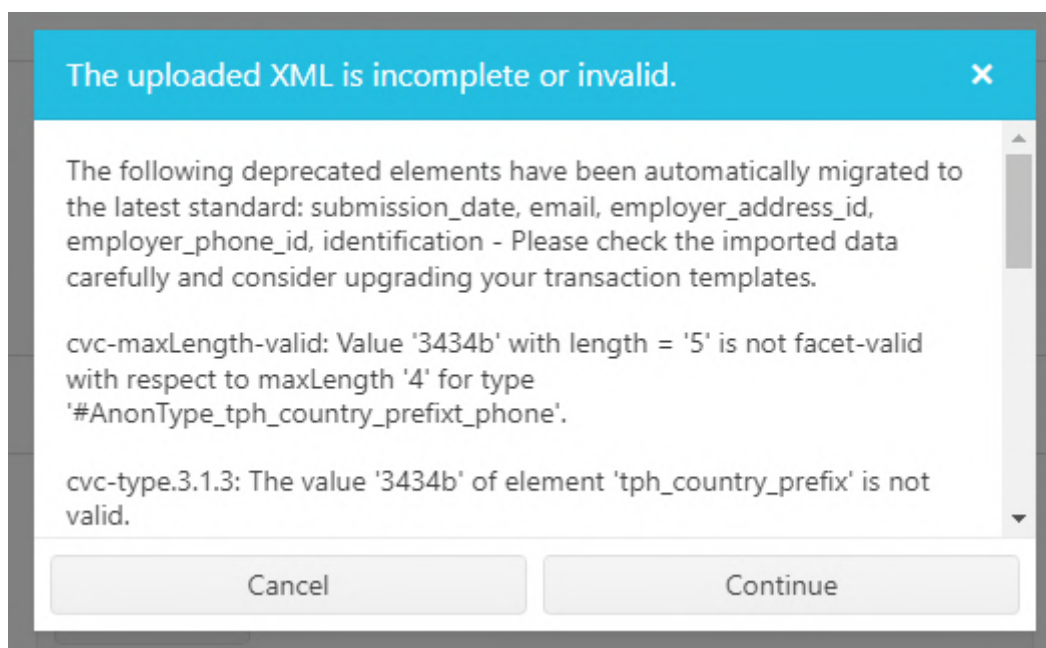 The uploaded XML is incomplete or invalid.
The following deprecated elements have been automatically migrated to
the latest standard: submission_date, email, employer_address_id,
employer_phone_id, identification - Please check the imported data
carefully and consider upgrading your transaction templates.
cvc-maxLength-valid: Value '3434b' with length = '5' is not facet-valid
with respect to maxLength '4' for type
'#AnonType_tph_country_prefixt_phone'.
cvc-type.3.1.3: The value '3434b' of element 'tph_country_prefix' is not
valid.
Cancel
Continue